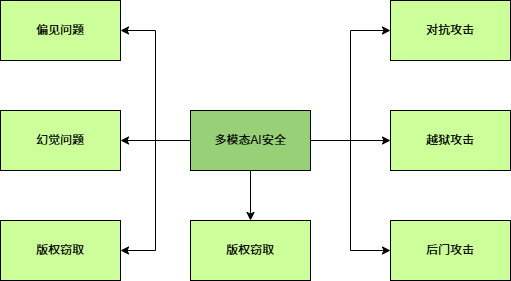 偏见问题
对抗攻击
幻觉问题
多模态AI安全
越狱攻击
版权窃取
版权窃取
后门攻击